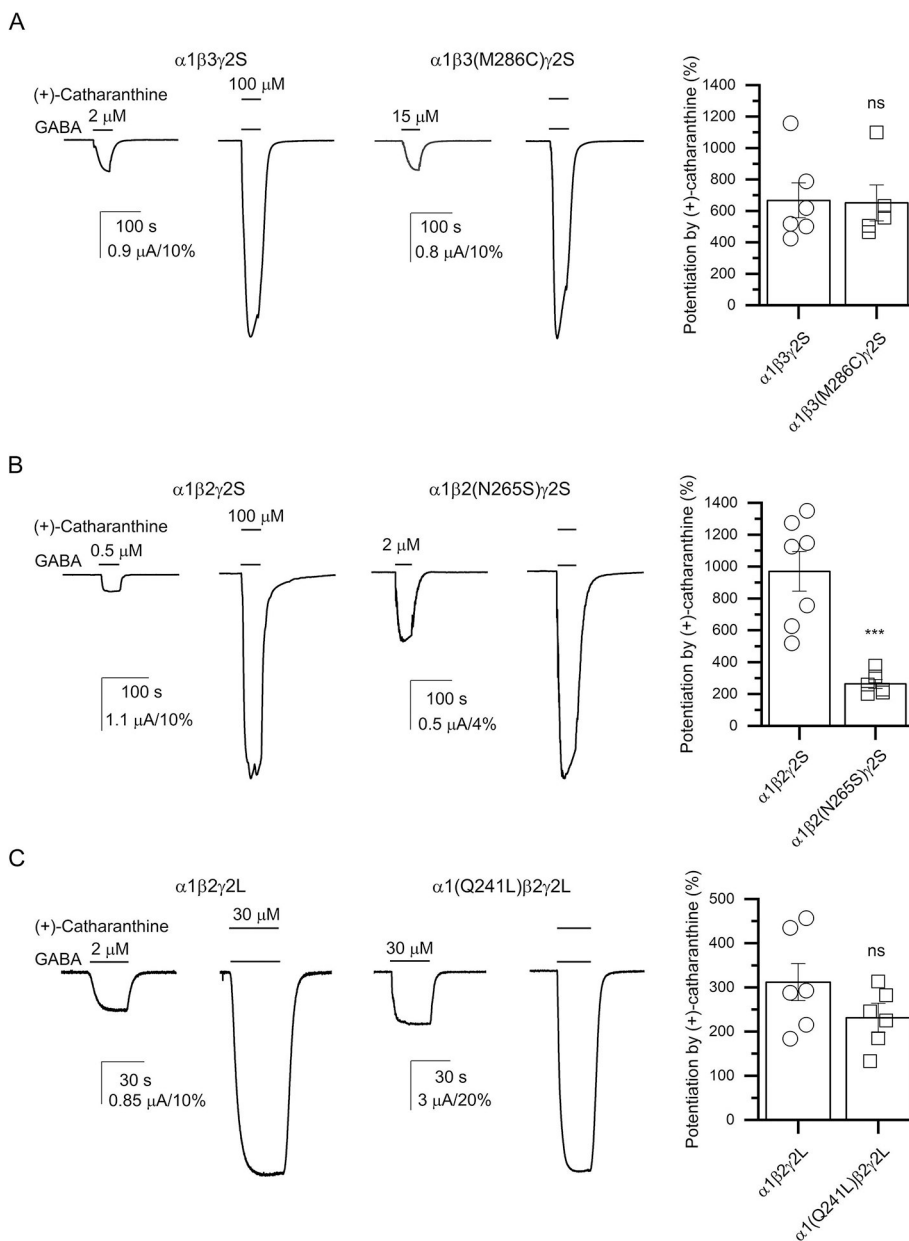 A
α1β3γ2S
α1β3(M286C)γ2S
(+)-Catharanthine
100 μM
GABA
2 μM
15 μM
100 s
0.9 μA/10%
100 s
0.8 μA/10%
Potentiation by (+)-catharanthine (%)
1400
1200
1000
800
600
400
200
0
ns
α1β3γ2S
α1β3(M286C)γ2S
B
α1β2γ2S
α1β2(N265S)γ2S
(+)-Catharanthine
100 μM
GABA
0.5 μM
2 μM
100 s
1.1 μA/10%
100 s
0.5 μA/4%
Potentiation by (+)-catharanthine (%)
1400
1200
1000
800
600
400
200
0
***
α1β2γ2S
α1β2(N265S)γ2S
C
α1β2γ2L
α1(Q241L)β2γ2L
(+)-Catharanthine
30 μM
GABA
2 μM
30 μM
30 s
0.85 μA/10%
30 s
3 μA/20%
Potentiation by (+)-catharanthine (%)
500
400
300
200
100
0
ns
α1β2γ2L
α1(Q241L)β2γ2L